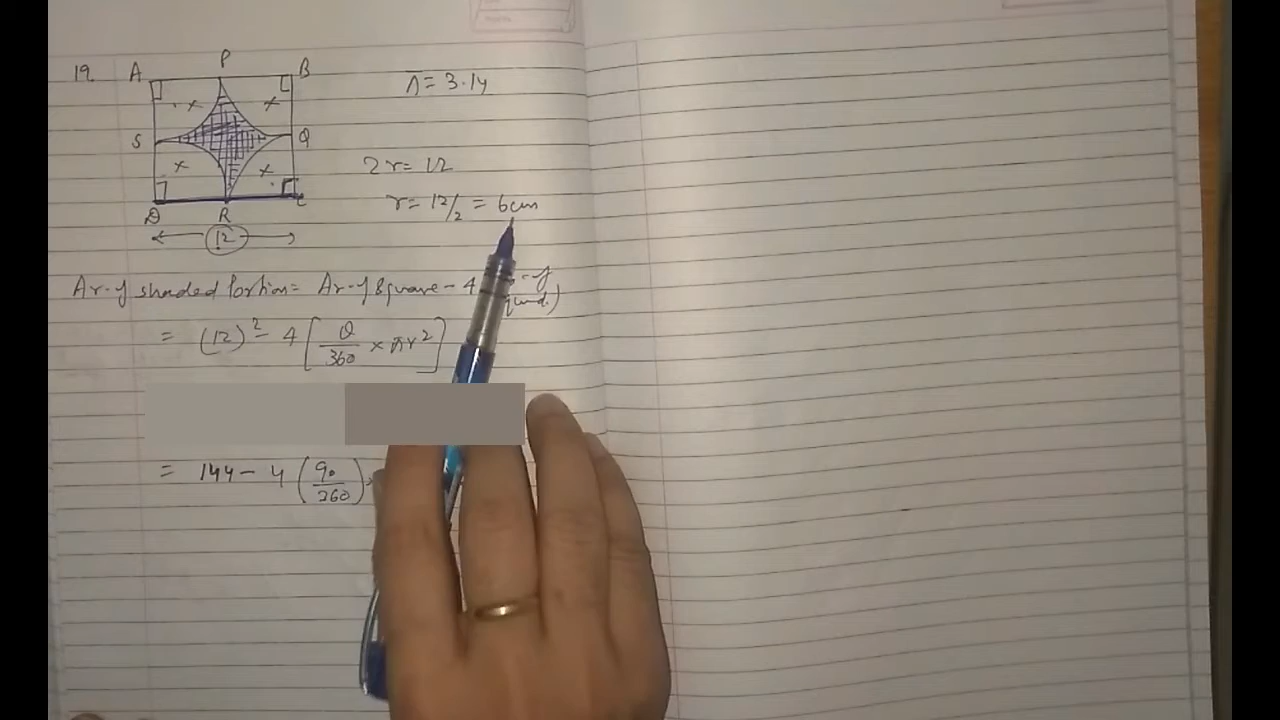 19.
A P B
S Q
D R C
12
π = 3.14
2r = 12
r = 12/2 = 6cm
Ar. of shaded Portion = Ar. of Square - 4
quad.)
= (12)² - 4 [ θ/360 × πr² ]
= 144 - 4 ( 90/360 )